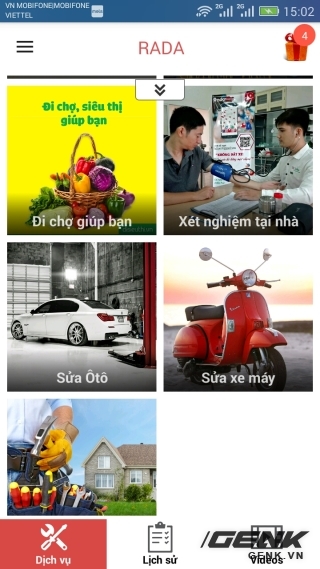 VN MOBIFONE|MOBIFONE
VIETTEL
2G
2G
15:02
RADA
4
Đi chợ, siêu thị
giúp bạn
Đi chợ giúp bạn
Xét nghiệm tại nhà
Sửa Ôtô
Sửa xe máy
Dịch vụ
Lịch sử
Videos
GENK
GENK.VN